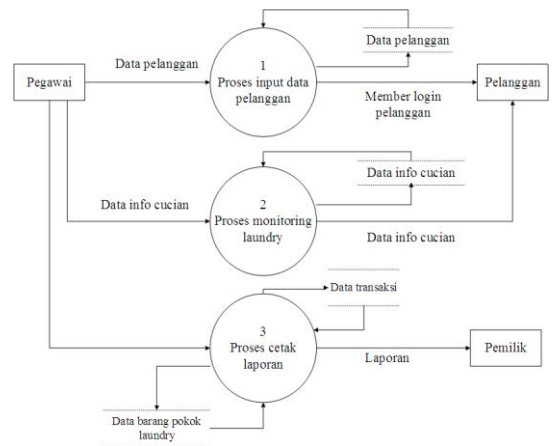 Data pelanggan
Pegawai
Data pelanggan
1
Proses input data
pelanggan
Member login
pelanggan
Pelanggan
Data info cucian
Data info cucian
2
Proses monitoring
laundry
Data info cucian
Data transaksi
3
Proses cetak
laporan
Laporan
Pemilik
Data barang pokok
laundry